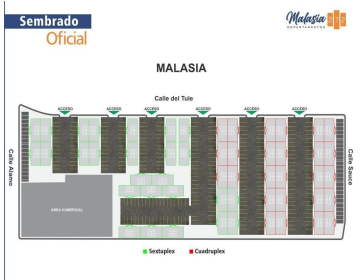 Sembrado
Oficial
Malasia 272
DEPARTAMENTOS
MALASIA
Calle del Tule
ACCESO ACCESO ACCESO ACCESO ACCESO ACCESO
Calle Alamo
Calle Sauce
AREA COMERCIAL
Sextuplex Cuadruplex